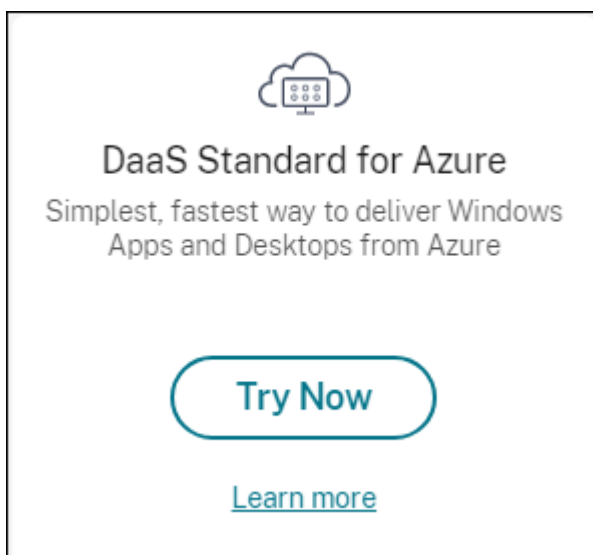 DaaS Standard for Azure
Simplest, fastest way to deliver Windows
Apps and Desktops from Azure
Try Now
Learn more